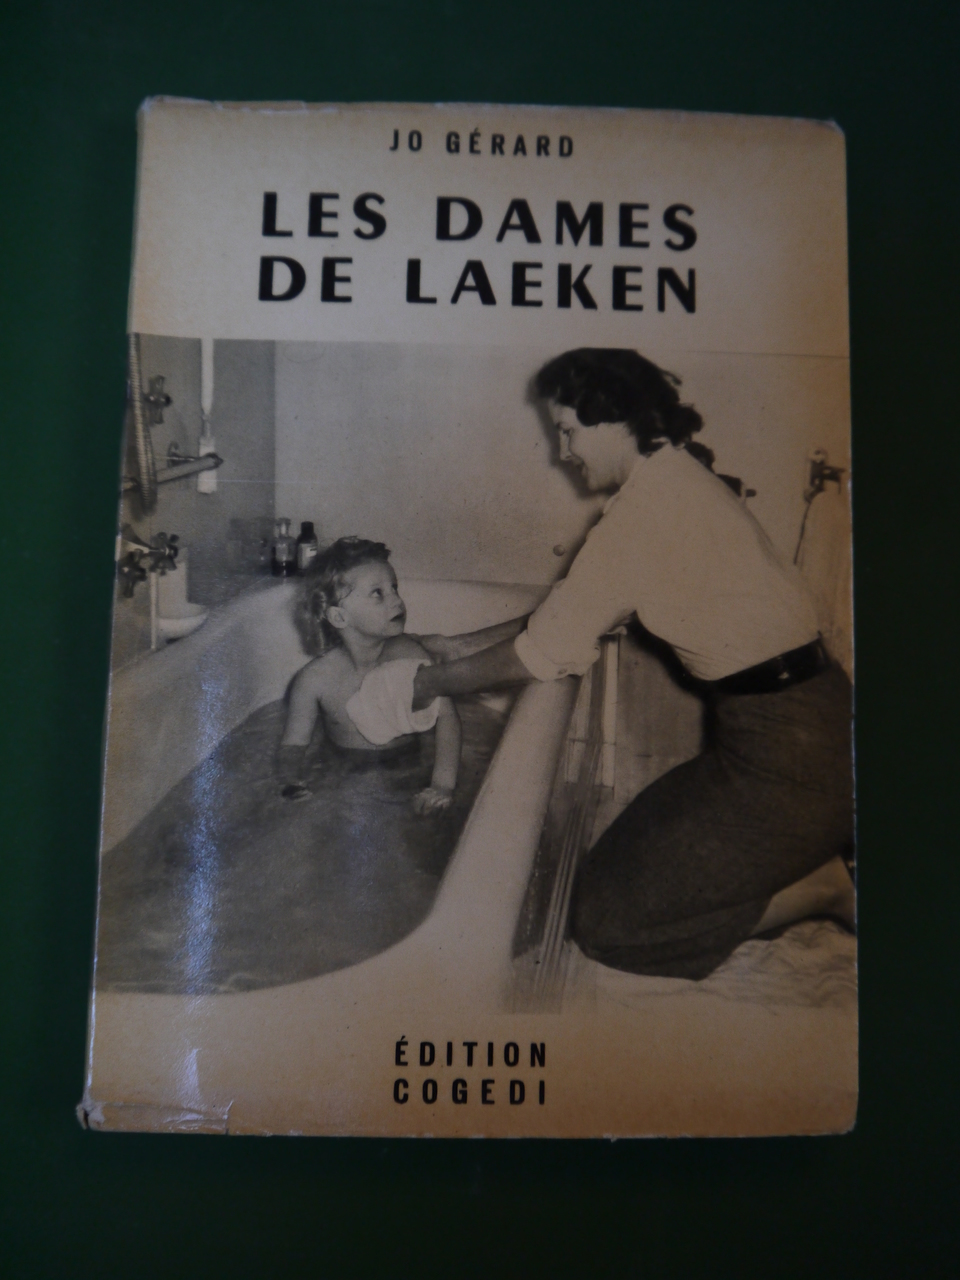 JO GÉRARD
LES DAMES
DE LAEKEN
ÉDITION
COGEDI